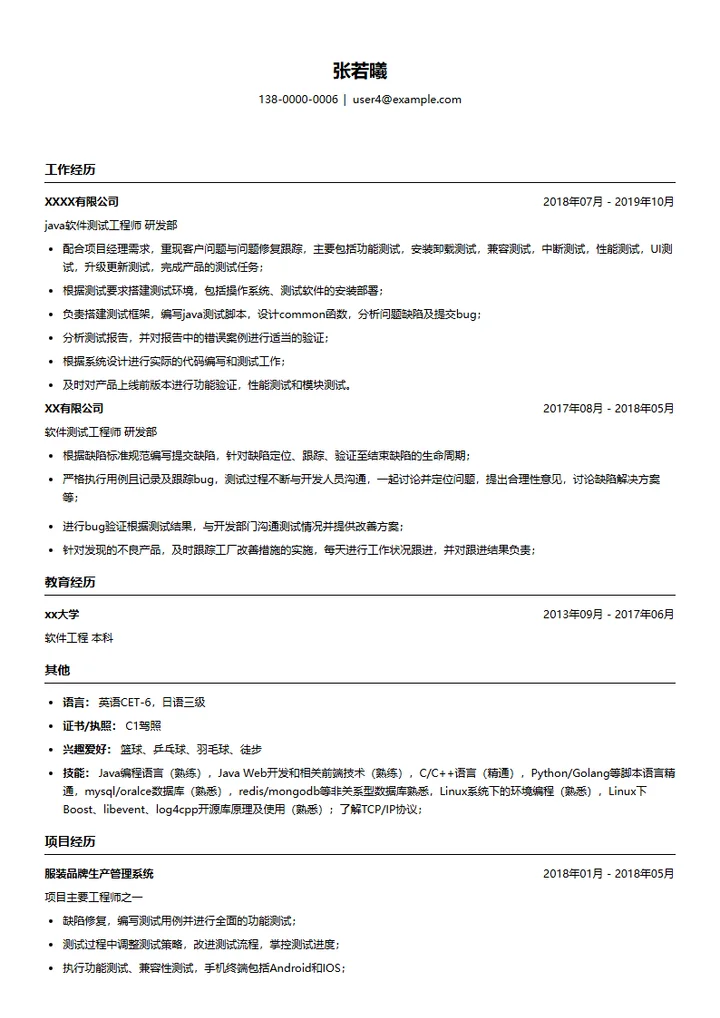 张若曦
138-0000-0006 | user4@example.com
工作经历
XXXX有限公司 2018年07月 - 2019年10月
java软件测试工程师 研发部
• 配合项目经理需求，重现客户问题与问题修复跟踪，主要包括功能测试，安装卸载测试，兼容测试，中断测试，性能测试，UI测
试，升级更新测试，完成产品的测试任务；
• 根据测试要求搭建测试环境，包括操作系统、测试软件的安装部署；
• 负责搭建测试框架，编写java测试脚本，设计common函数，分析问题缺陷及提交bug；
• 分析测试报告，并对报告中的错误案例进行适当的验证；
• 根据系统设计进行实际的代码编写和测试工作；
• 及时对产品上线前版本进行功能验证，性能测试和模块测试。
XX有限公司 2017年08月 - 2018年05月
软件测试工程师 研发部
• 根据缺陷标准规范编写提交缺陷，针对缺陷定位、跟踪、验证至结束缺陷的生命周期；
• 严格执行用例且记录及跟踪bug，测试过程不断与开发人员沟通，一起讨论并定位问题，提出合理性意见，讨论缺陷解决方案
等；
• 进行bug验证根据测试结果，与开发部门沟通测试情况并提供改善方案；
• 针对发现的不良产品，及时跟踪工厂改善措施的实施，每天进行工作状况跟进，并对跟进结果负责；
教育经历
xx大学 2013年09月 - 2017年06月
软件工程 本科
其他
• 语言： 英语CET-6，日语三级
• 证书/执照： C1驾照
• 兴趣爱好： 篮球、乒乓球、羽毛球、徒步
• 技能： Java编程语言（熟练），Java Web开发和相关前端技术（熟练），C/C++语言（精通），Python/Golang等脚本语言精
通，mysql/oralce数据库（熟悉），redis/mongodb等非关系型数据库熟悉，Linux系统下的环境编程（熟悉），Linux下
Boost、libevent、log4cpp开源库原理及使用（熟悉）；了解TCP/IP协议；
项目经历
服装品牌生产管理系统 2018年01月 - 2018年05月
项目主要工程师之一
• 缺陷修复，编写测试用例并进行全面的功能测试；
• 测试过程中调整测试策略，改进测试流程，掌控测试进度；
• 执行功能测试、兼容性测试，手机终端包括Android和IOS；